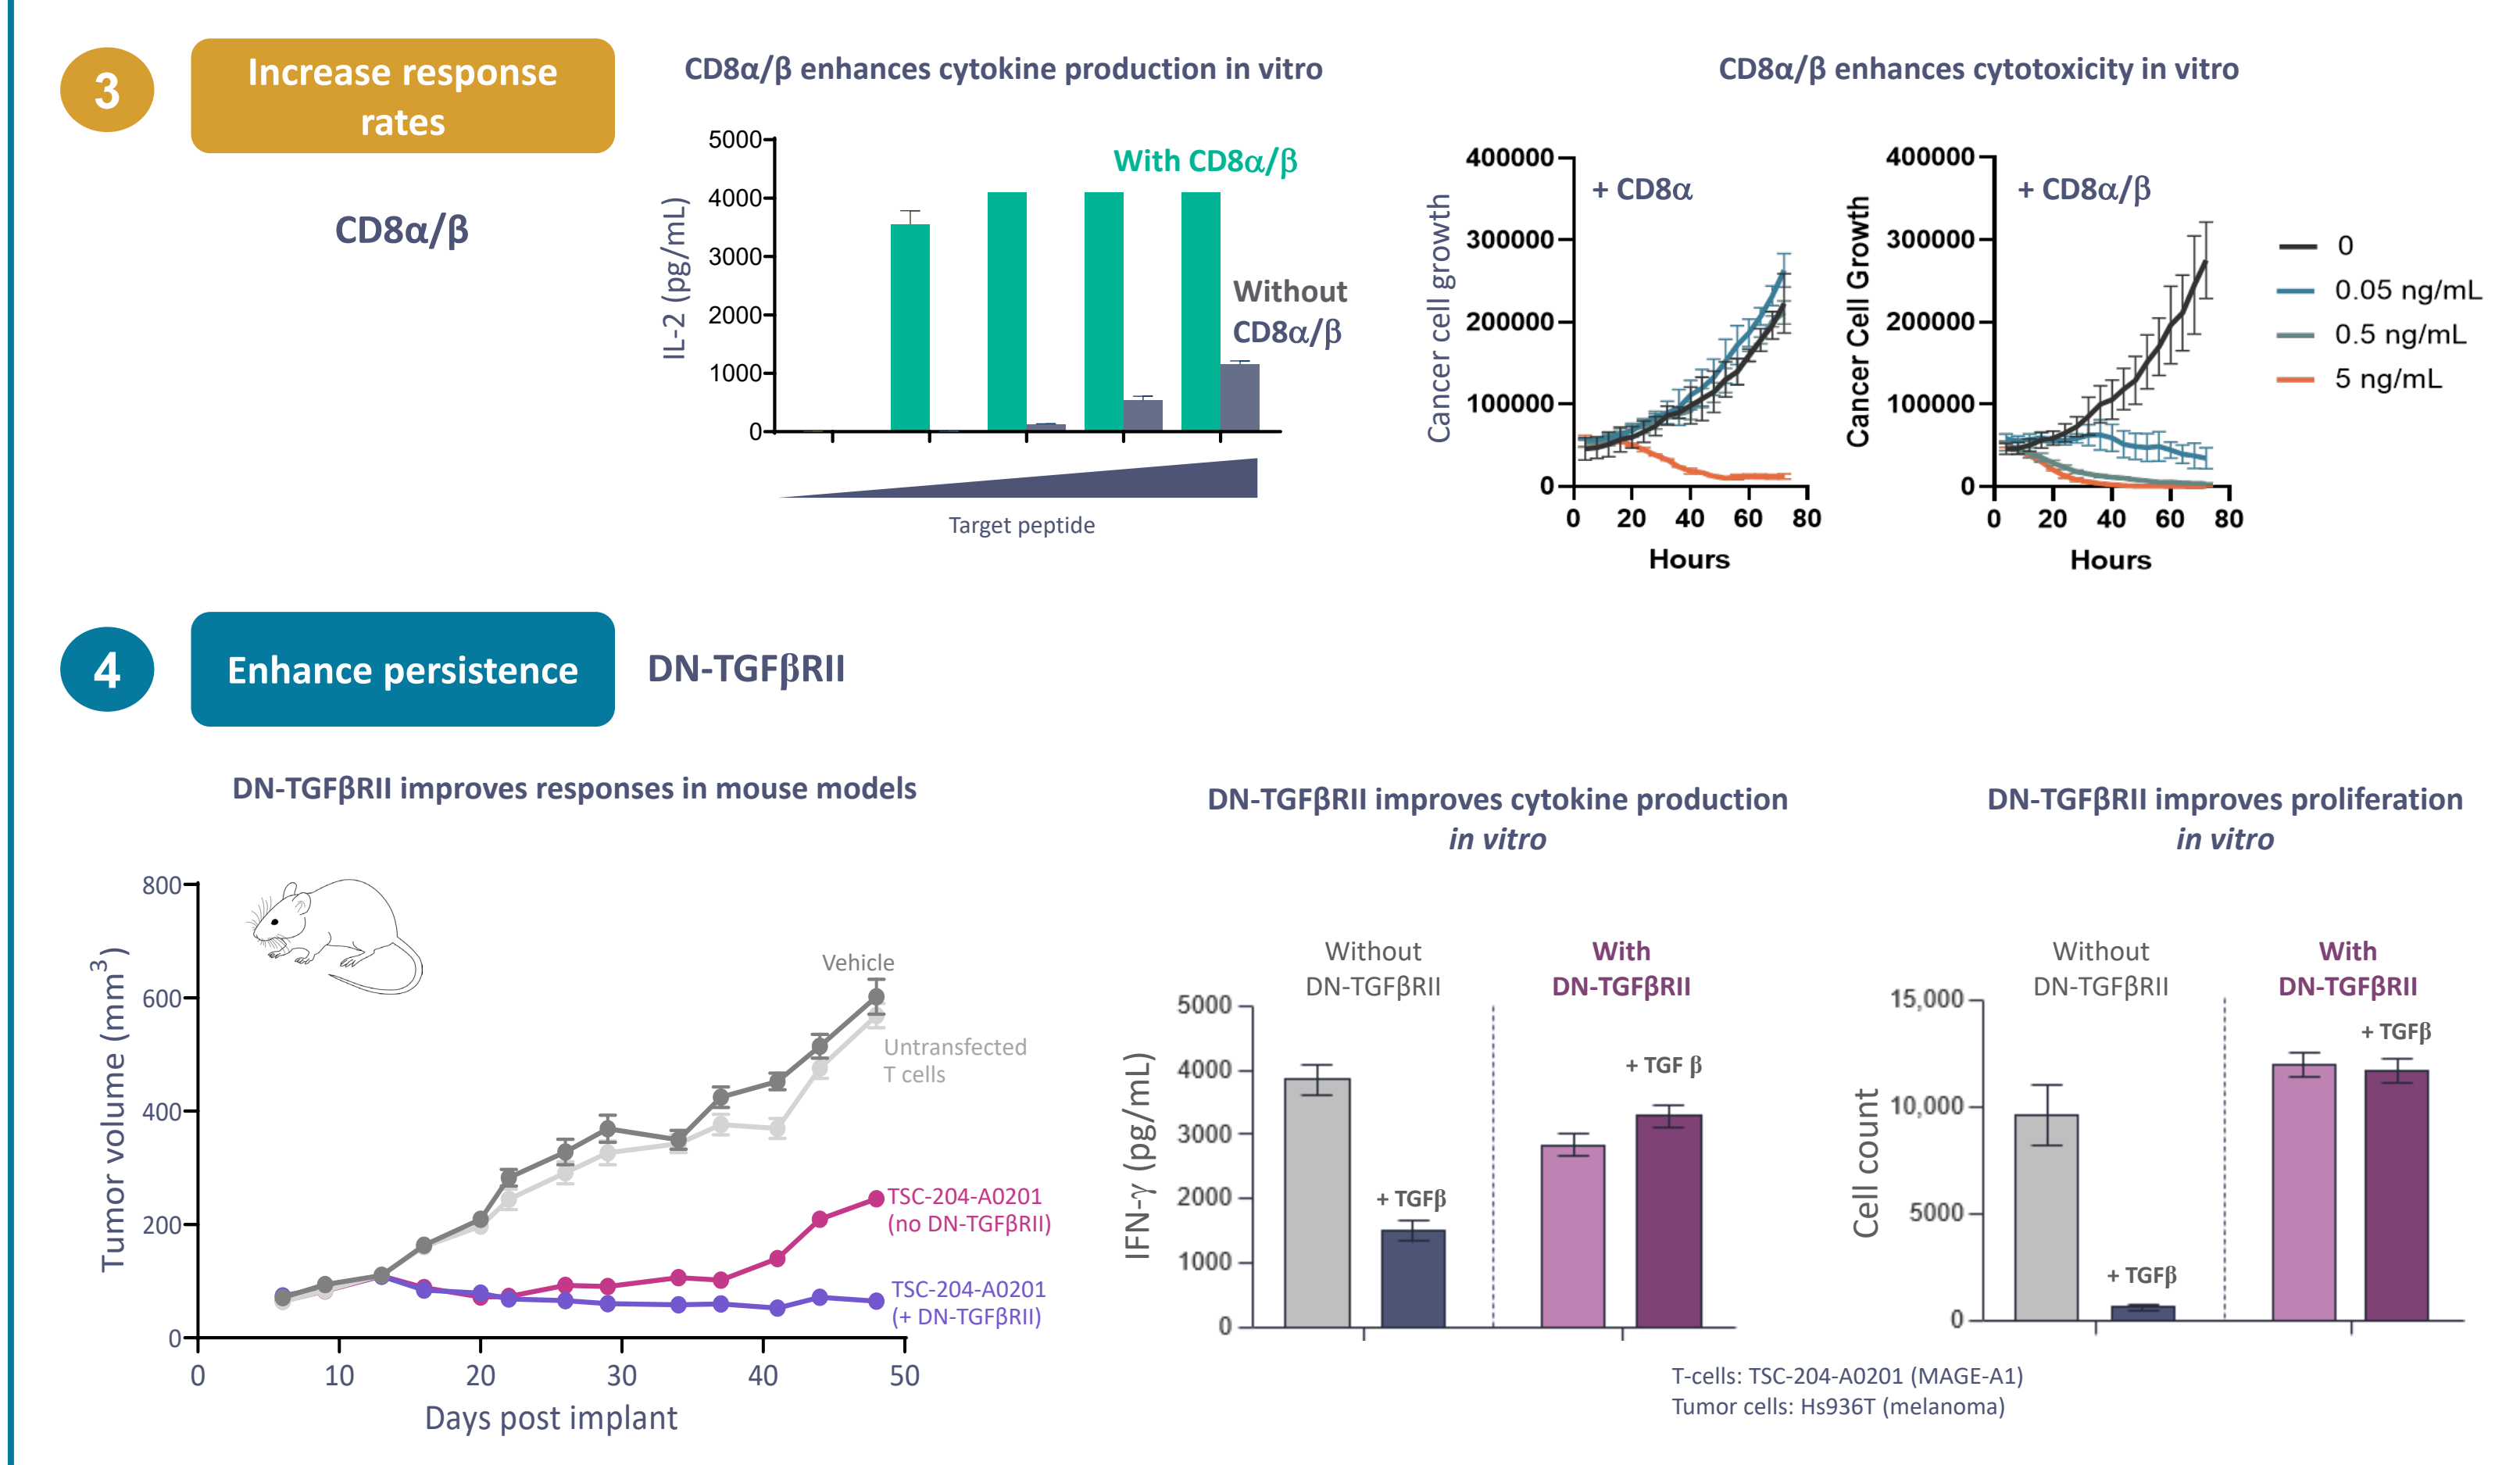 3
Increase response
rates
CD8α/β
CD8α/β enhances cytokine production in vitro
IL-2 (pg/mL)
5000
4000
3000
2000
1000
0
With CD8α/β
Without
CD8α/β
Target peptide
CD8α/β enhances cytotoxicity in vitro
Cancer cell growth
400000
300000
200000
100000
0
+ CD8α
0 20 40 60 80
Hours
Cancer Cell Growth
400000
300000
200000
100000
0
+ CD8α/β
0 20 40 60 80
Hours
0
0.05 ng/mL
0.5 ng/mL
5 ng/mL
4
Enhance persistence
DN-TGFβRII
DN-TGFβRII improves responses in mouse models
Tumor volume (mm³)
800
600
400
200
0
Vehicle
Untransfected
T cells
TSC-204-A0201
(no DN-TGFβRII)
TSC-204-A0201
(+ DN-TGFβRII)
0 10 20 30 40 50
Days post implant
DN-TGFβRII improves cytokine production
in vitro
Without
DN-TGFβRII
With
DN-TGFβRII
IFN-γ (pg/mL)
5000
4000
3000
2000
1000
0
+ TGFβ
+ TGF β
DN-TGFβRII improves proliferation
in vitro
Without
DN-TGFβRII
With
DN-TGFβRII
Cell count
15,000
10,000
5000
0
+ TGFβ
+ TGFβ
T-cells: TSC-204-A0201 (MAGE-A1)
Tumor cells: Hs936T (melanoma)